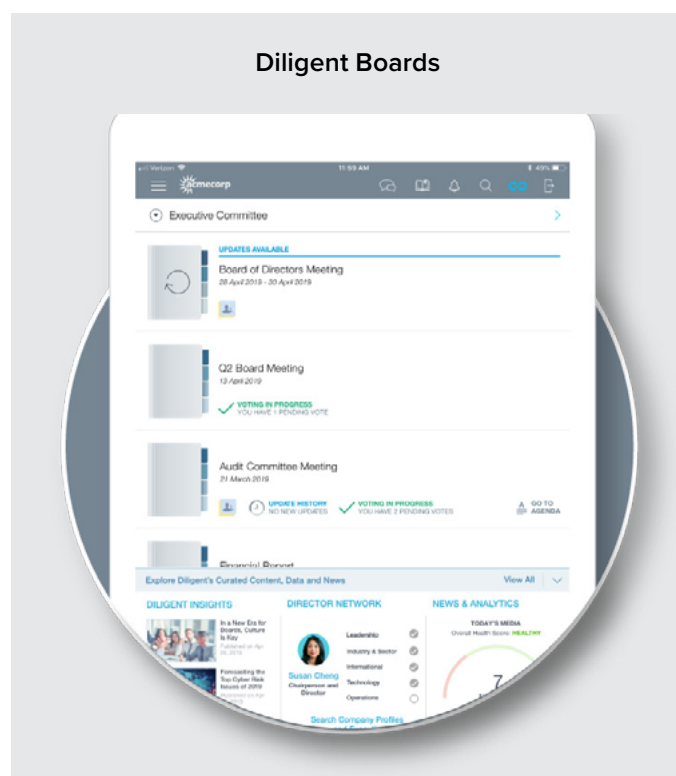 Diligent Boards
Verizon 11:59 AM 49%
acmecorp
Executive Committee
UPDATES AVAILABLE
Board of Directors Meeting
28 April 2019 - 30 April 2019
Q2 Board Meeting
13 April 2019
VOTING IN PROGRESS
YOU HAVE 1 PENDING VOTE
Audit Committee Meeting
21 March 2019
UPDATE HISTORY VOTING IN PROGRESS GO TO
NO NEW UPDATES YOU HAVE 2 PENDING VOTES AGENDA
Financial Report
Explore Diligent's Curated Content, Data and News View All
DILIGENT INSIGHTS DIRECTOR NETWORK NEWS & ANALYTICS
In a New Era for
Boards, Culture
Is Key
Published on Apr
Forecasting the
Top Cyber Risk
Issues of 2019
Susan Cheng
Chairperson and
Director
Leadership
Industry & Sector
International
Technology
Operations
Search Company Profiles
TODAY'S MEDIA
Overall Health Score: HEALTHY
7